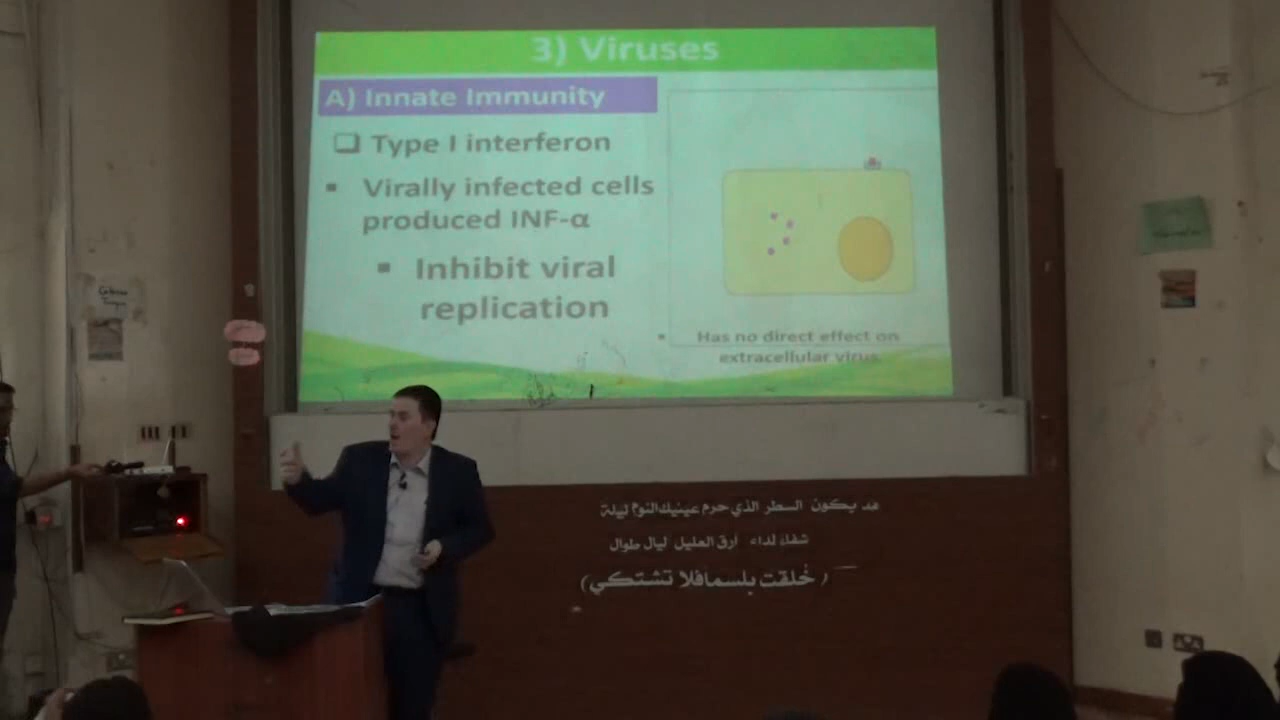 3) Viruses
A) Innate Immunity
❑ Type I interferon
▪ Virally infected cells
produced INF-α
▪ Inhibit viral
replication
▪ Has no direct effect on
extracellular virus
قد يكون السطر الذي حرم عينيك النوم ليلة
شفاء لداء أرق العليل ليال طوال
(خُلقت بلسما فلا تشتكي)